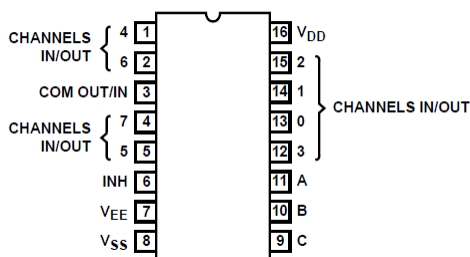 CHANNELS IN/OUT
4 1
6 2
COM OUT/IN 3
CHANNELS IN/OUT
7 4
5 5
INH 6
VEE 7
VSS 8
16 VDD
15 2
14 1
13 0
12 3
CHANNELS IN/OUT
11 A
10 B
9 C